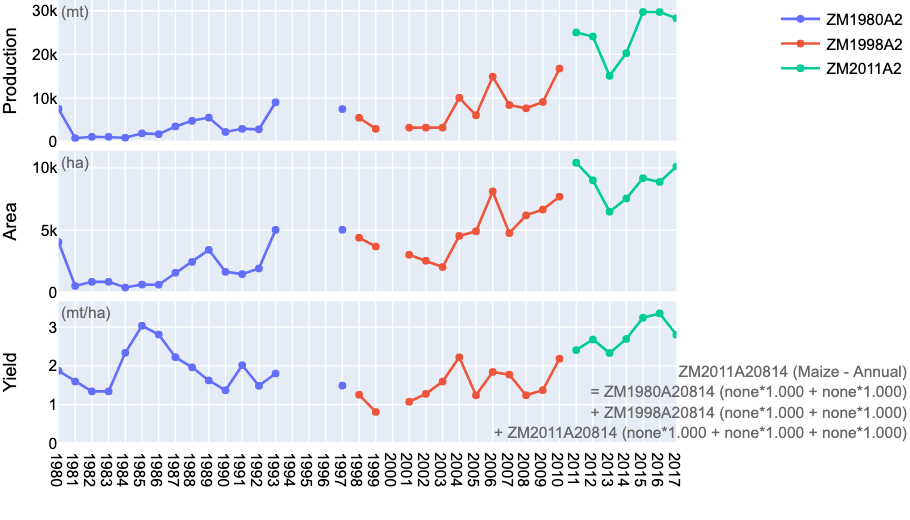 Production
(mt)
30k
20k
10k
0
ZM1980A2
ZM1998A2
ZM2011A2
Area
(ha)
10k
5k
0
Yield
(mt/ha)
3
2
1
0
ZM2011A20814 (Maize - Annual)
= ZM1980A20814 (none*1.000 + none*1.000)
+ ZM1998A20814 (none*1.000 + none*1.000)
+ ZM2011A20814 (none*1.000 + none*1.000 + none*1.000)
1980
1981
1982
1983
1984
1985
1986
1987
1988
1989
1990
1991
1992
1993
1994
1995
1996
1997
1998
1999
2000
2001
2002
2003
2004
2005
2006
2007
2008
2009
2010
2011
2012
2013
2014
2015
2016
2017